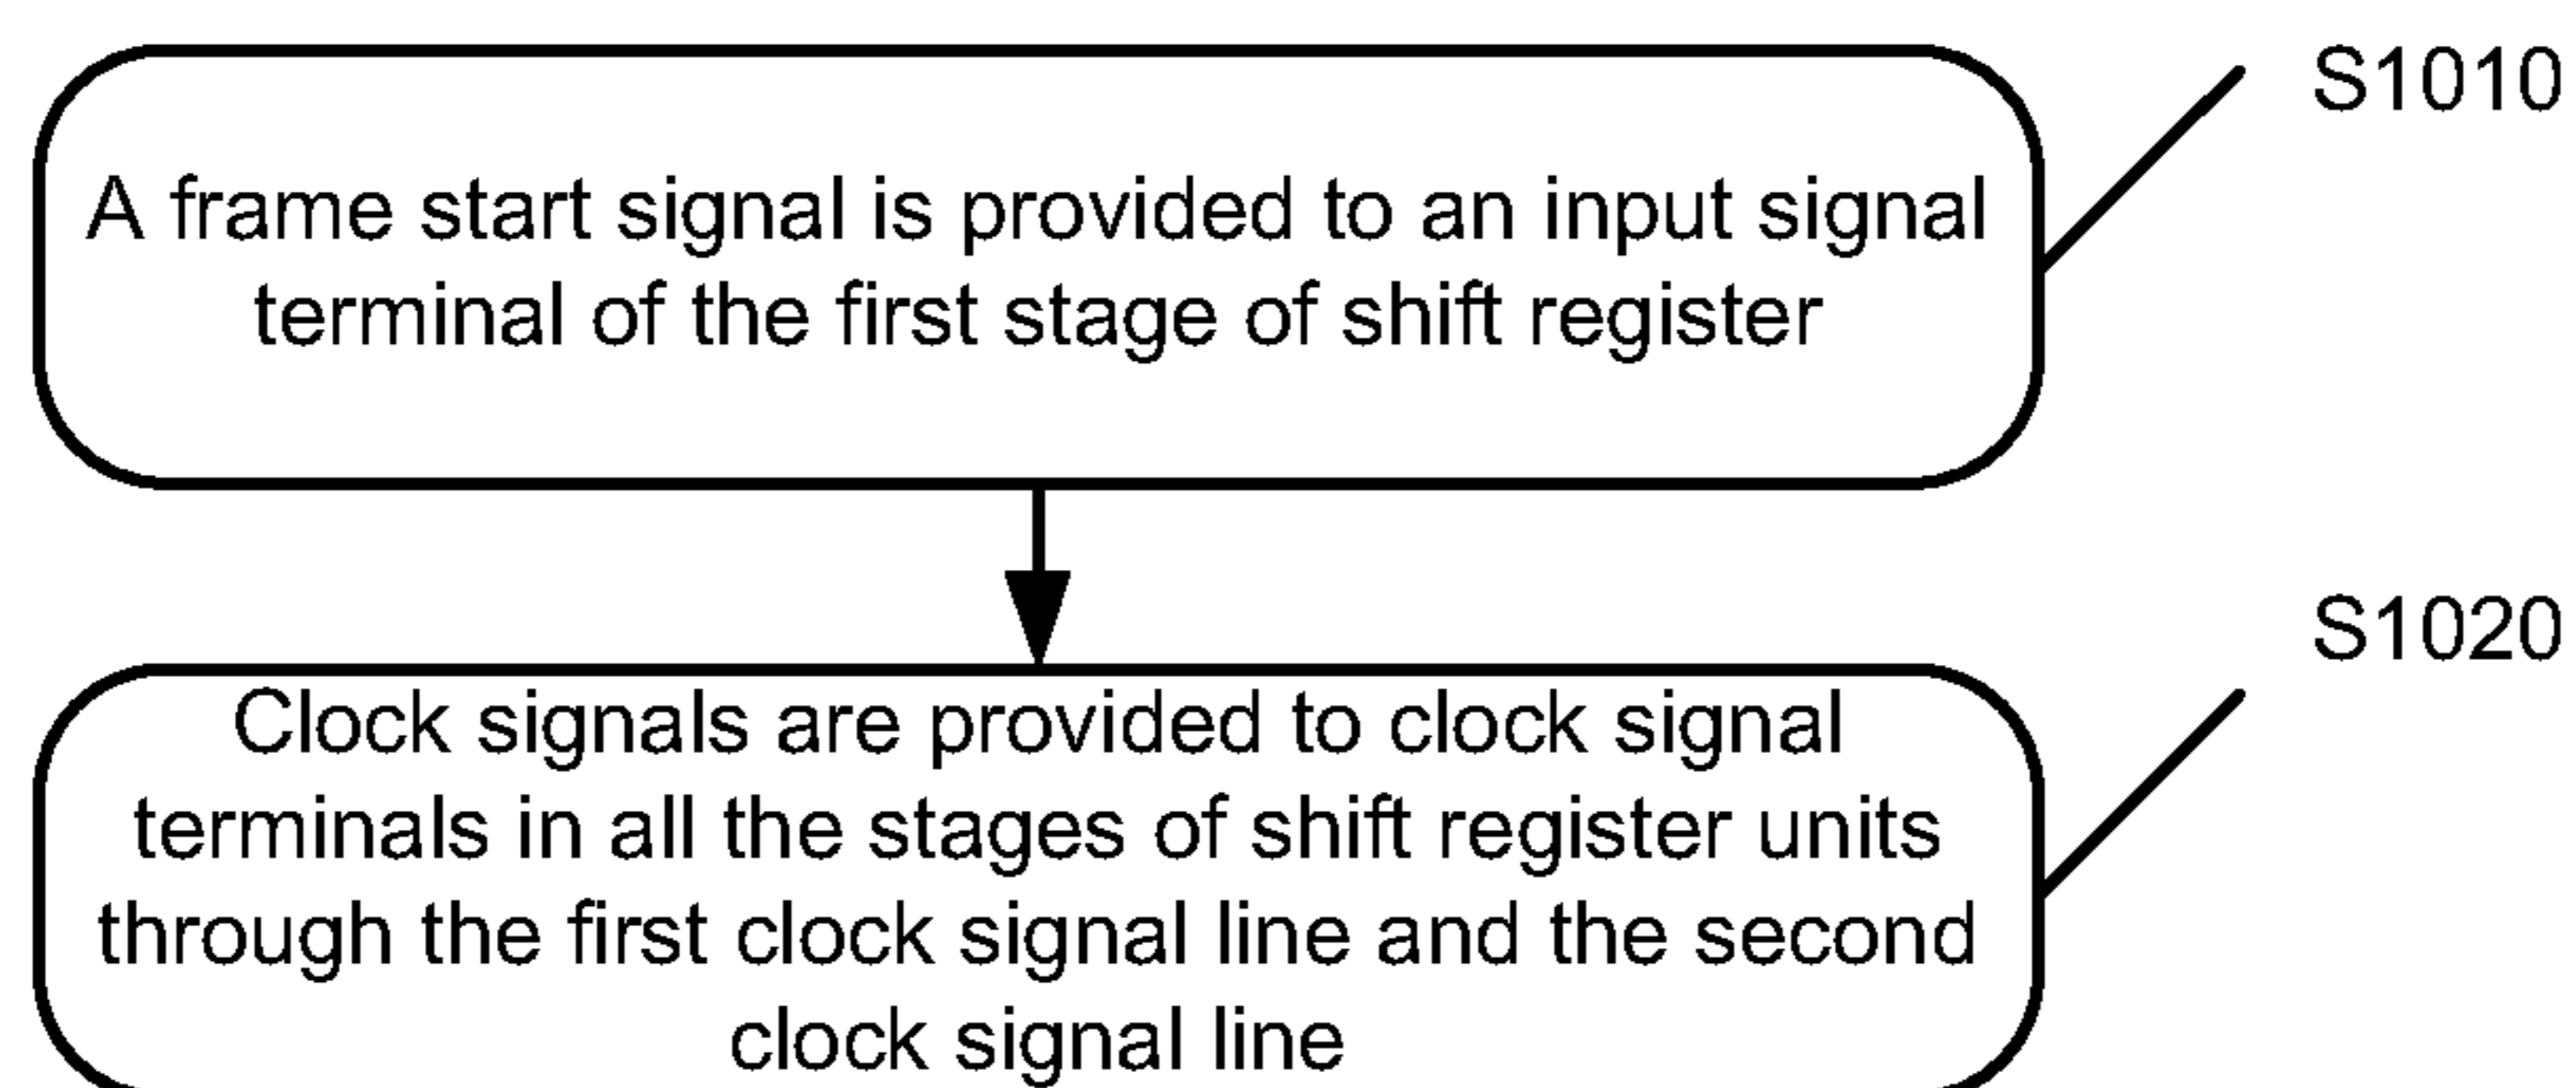 S1010
A frame start signal is provided to an input signal
terminal of the first stage of shift register
S1020
Clock signals are provided to clock signal
terminals in all the stages of shift register units
through the first clock signal line and the second
clock signal line